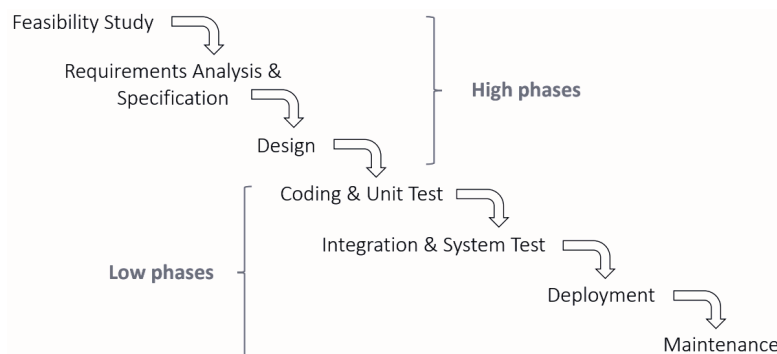 Feasibility Study
Requirements Analysis &
Specification
High phases
Design
Coding & Unit Test
Integration & System Test
Low phases
Deployment
Maintenance